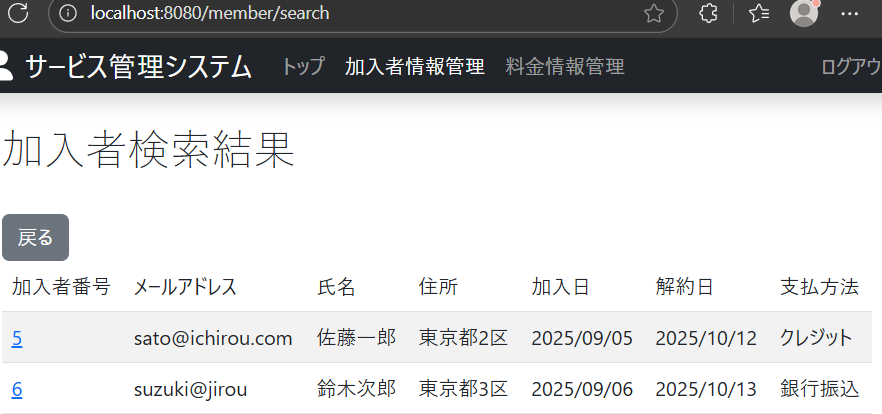 localhost:8080/member/search
サービス管理システム トップ 加入者情報管理 料金情報管理 ログアウ
加入者検索結果
戻る
加入者番号 メールアドレス 氏名 住所 加入日 解約日 支払方法
5 sato@ichirou.com 佐藤一郎 東京都2区 2025/09/05 2025/10/12 クレジット
6 suzuki@jirou 鈴木次郎 東京都3区 2025/09/06 2025/10/13 銀行振込